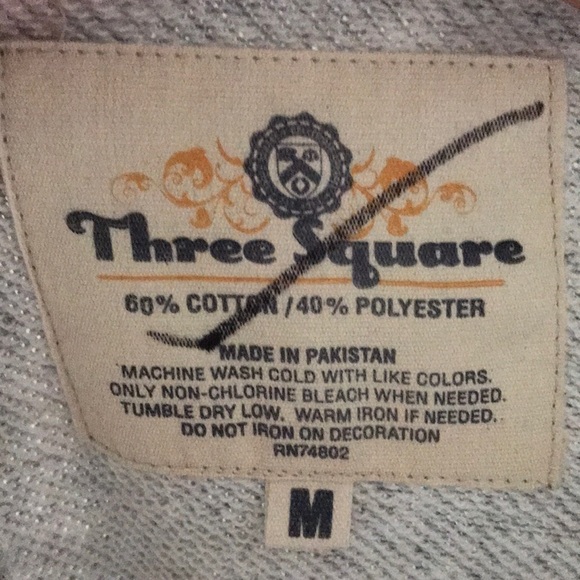 Three Square
60% COTTON / 40% POLYESTER
MADE IN PAKISTAN
MACHINE WASH COLD WITH LIKE COLORS.
ONLY NON-CHLORINE BLEACH WHEN NEEDED.
TUMBLE DRY LOW. WARM IRON IF NEEDED.
DO NOT IRON ON DECORATION
RN74802
M